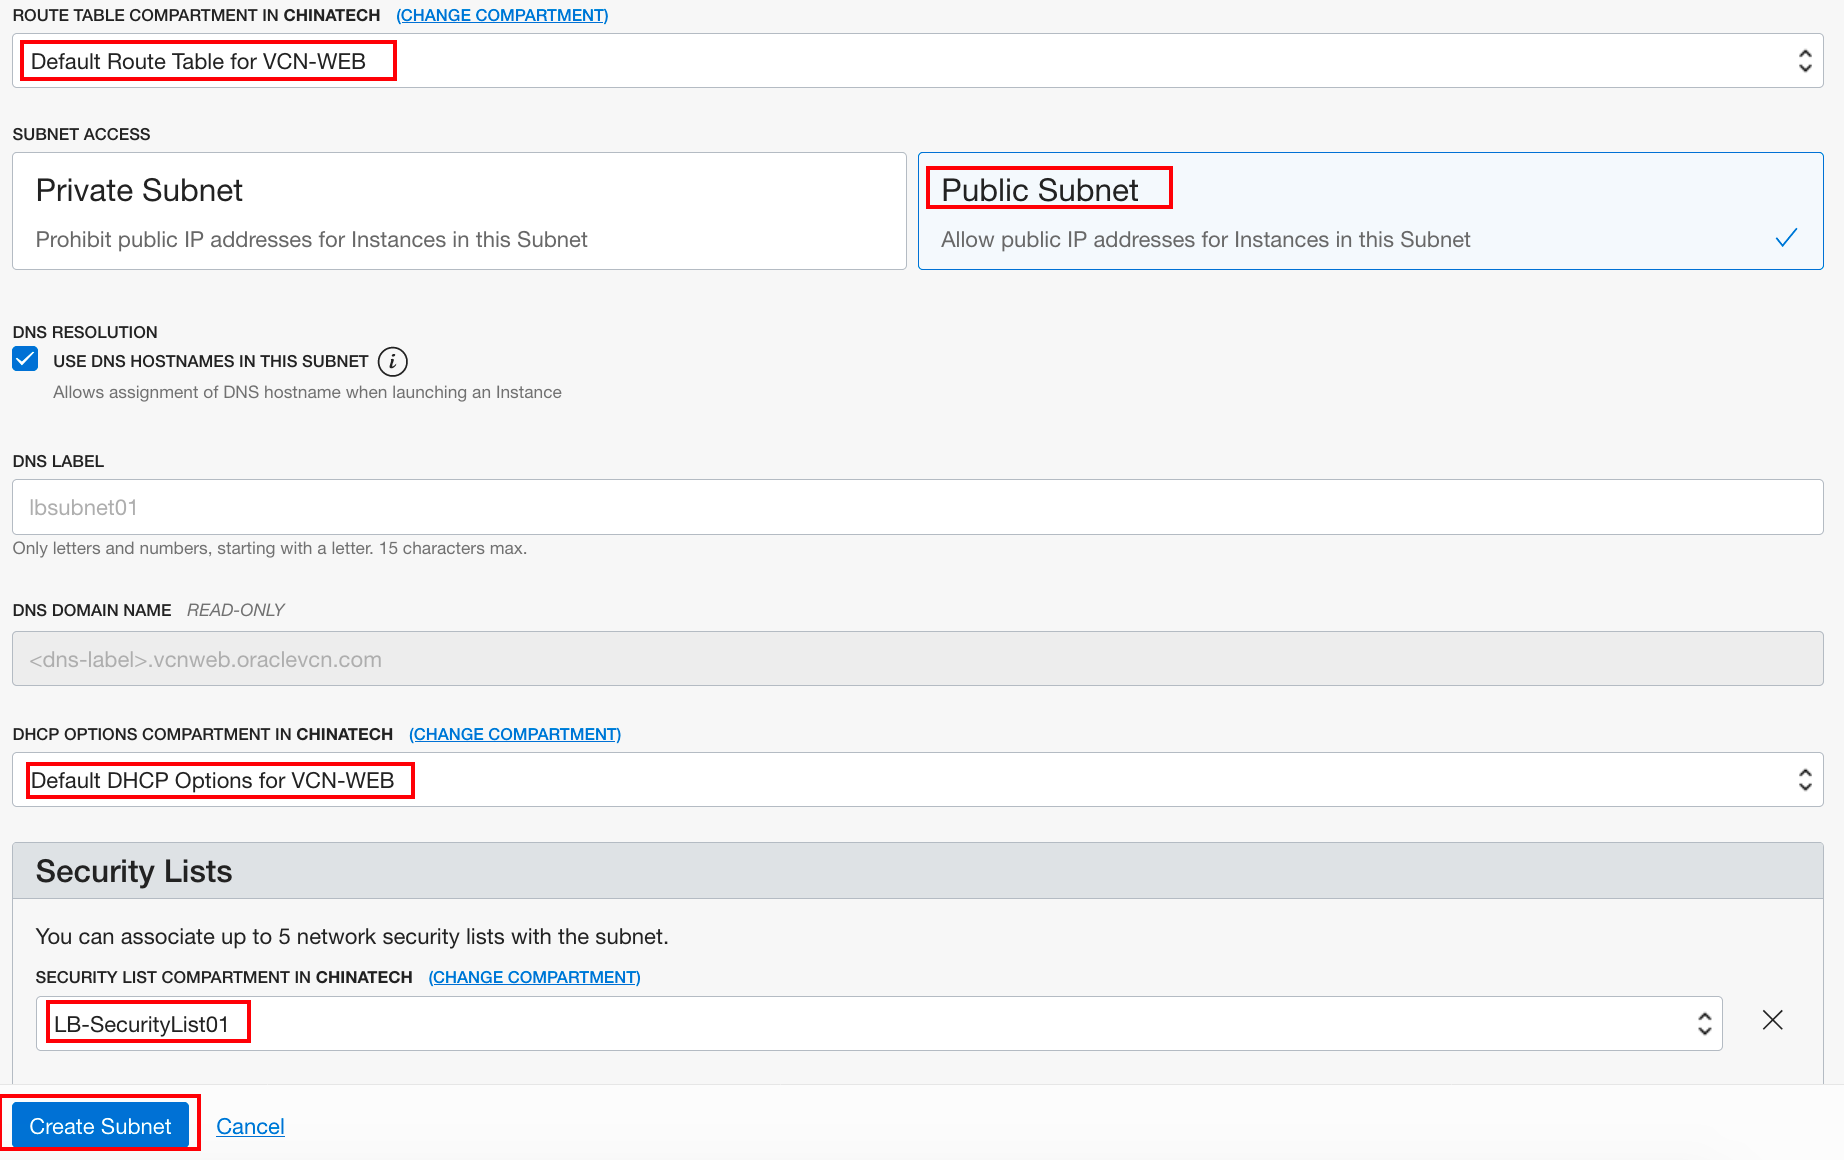 ROUTE TABLE COMPARTMENT IN CHINATECH (CHANGE COMPARTMENT)
Default Route Table for VCN-WEB
SUBNET ACCESS
Private Subnet
Prohibit public IP addresses for Instances in this Subnet
Public Subnet
Allow public IP addresses for Instances in this Subnet
DNS RESOLUTION
USE DNS HOSTNAMES IN THIS SUBNET i
Allows assignment of DNS hostname when launching an Instance
DNS LABEL
lbsubnet01
Only letters and numbers, starting with a letter. 15 characters max.
DNS DOMAIN NAME READ-ONLY
<dns-label>.vcnweb.oraclevcn.com
DHCP OPTIONS COMPARTMENT IN CHINATECH (CHANGE COMPARTMENT)
Default DHCP Options for VCN-WEB
Security Lists
You can associate up to 5 network security lists with the subnet.
SECURITY LIST COMPARTMENT IN CHINATECH (CHANGE COMPARTMENT)
LB-SecurityList01
Create Subnet Cancel